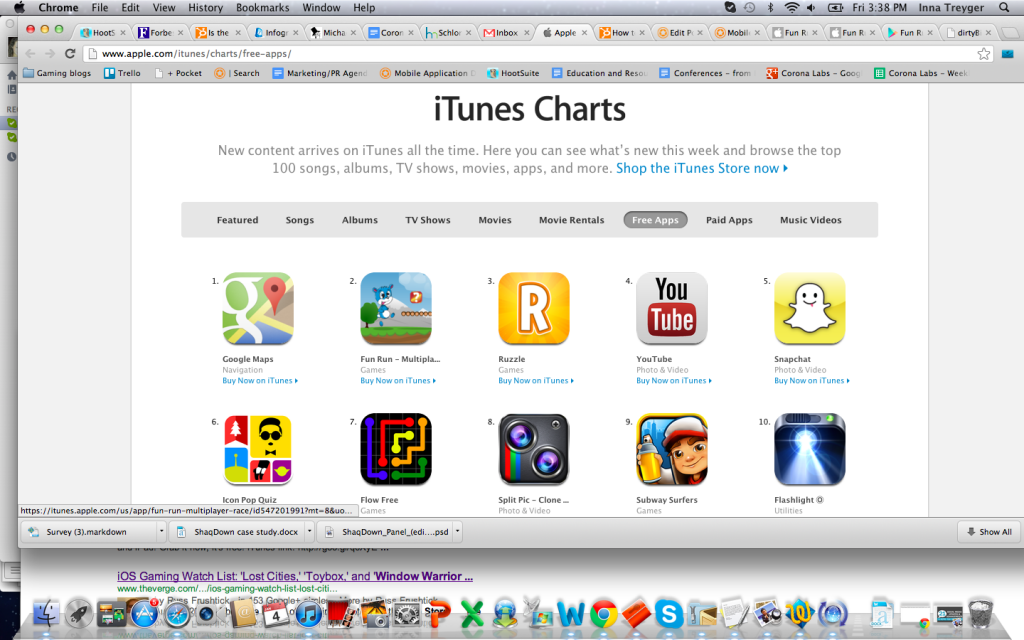 Chrome File Edit View History Bookmarks Window Help Fri 3:38 PM Inna Treyger
HootS Forbe Is the Infog Micha Coron Schlo Inbox Apple How t Edit P Mobil Fun R Fun R Fun R dirtyB
www.apple.com/itunes/charts/free-apps/
Gaming blogs Trello + Pocket | Search Marketing/PR Agen Mobile Application D HootSuite Education and Resou Conferences - from Corona Labs - Goog Corona Labs - Week
iTunes Charts
New content arrives on iTunes all the time. Here you can see what's new this week and browse the top
100 songs, albums, TV shows, movies, apps, and more. Shop the iTunes Store now
Featured Songs Albums TV Shows Movies Movie Rentals Free Apps Paid Apps Music Videos
1. 2. 3. 4. 5.
g R You Tube
Google Maps Fun Run - Multipla... Ruzzle YouTube Snapchat
Navigation Games Games Photo & Video Photo & Video
Buy Now on iTunes Buy Now on iTunes Buy Now on iTunes Buy Now on iTunes Buy Now on iTunes
6. 7. 8. 9. 10.
Icon Pop Quiz Flow Free Split Pic - Clone ... Subway Surfers Flashlight
Games Photo & Video Games Utilities
https://itunes.apple.com/us/app/fun-run-multiplayer-race/id547201991?mt=8&uo...
Survey (3).markdown ShaqDown case study.docx ShaqDown_Panel_(edi....psd Show All
iOS Gaming Watch List: 'Lost Cities,' 'Toybox,' and 'Window Warrior ...
www.theverge.com/.../ios-gaming-watch-list-lost-citi...